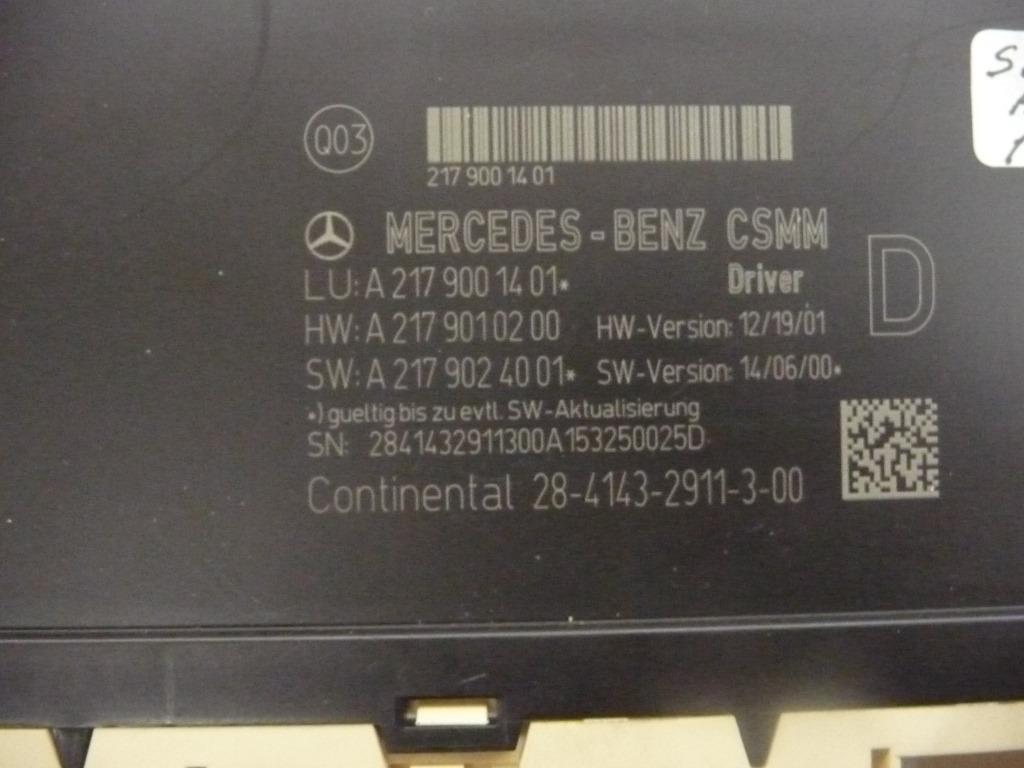 Q03
217 900 14 01
MERCEDES-BENZ CSMM
LU: A 217 900 14 01*
Driver
D
HW: A 217 901 02 00 HW-Version: 12/19/01
SW: A 217 902 40 01* SW-Version: 14/06/00*
*) gueltig bis zu evtl. SW-Aktualisierung
SN: 2841432911300A153250025D
Continental 28-4143-2911-3-00